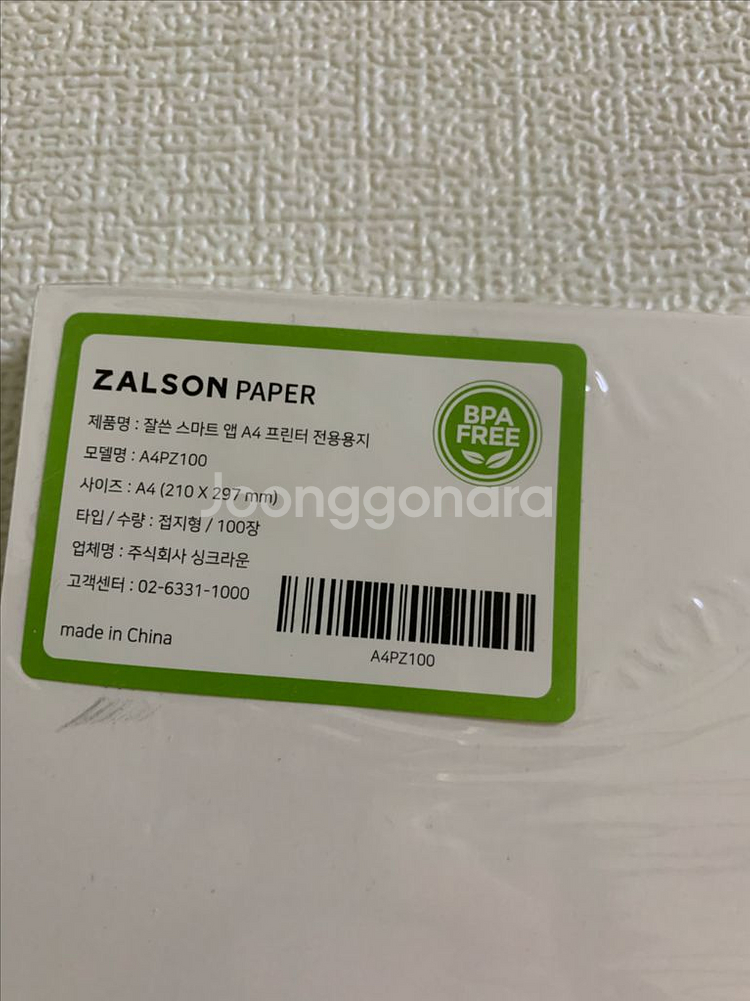 ZALSON PAPER
BPA
FREE
제품명 : 잘쓴 스마트 앱 A4 프린터 전용용지
모델명 : A4PZ100
사이즈 : A4 (210 X 297 mm)
Joonggonara
타입 / 수량 : 접지형 / 100장
업체명 : 주식회사 싱크라운
고객센터 : 02-6331-1000
made in China
A4PZ100